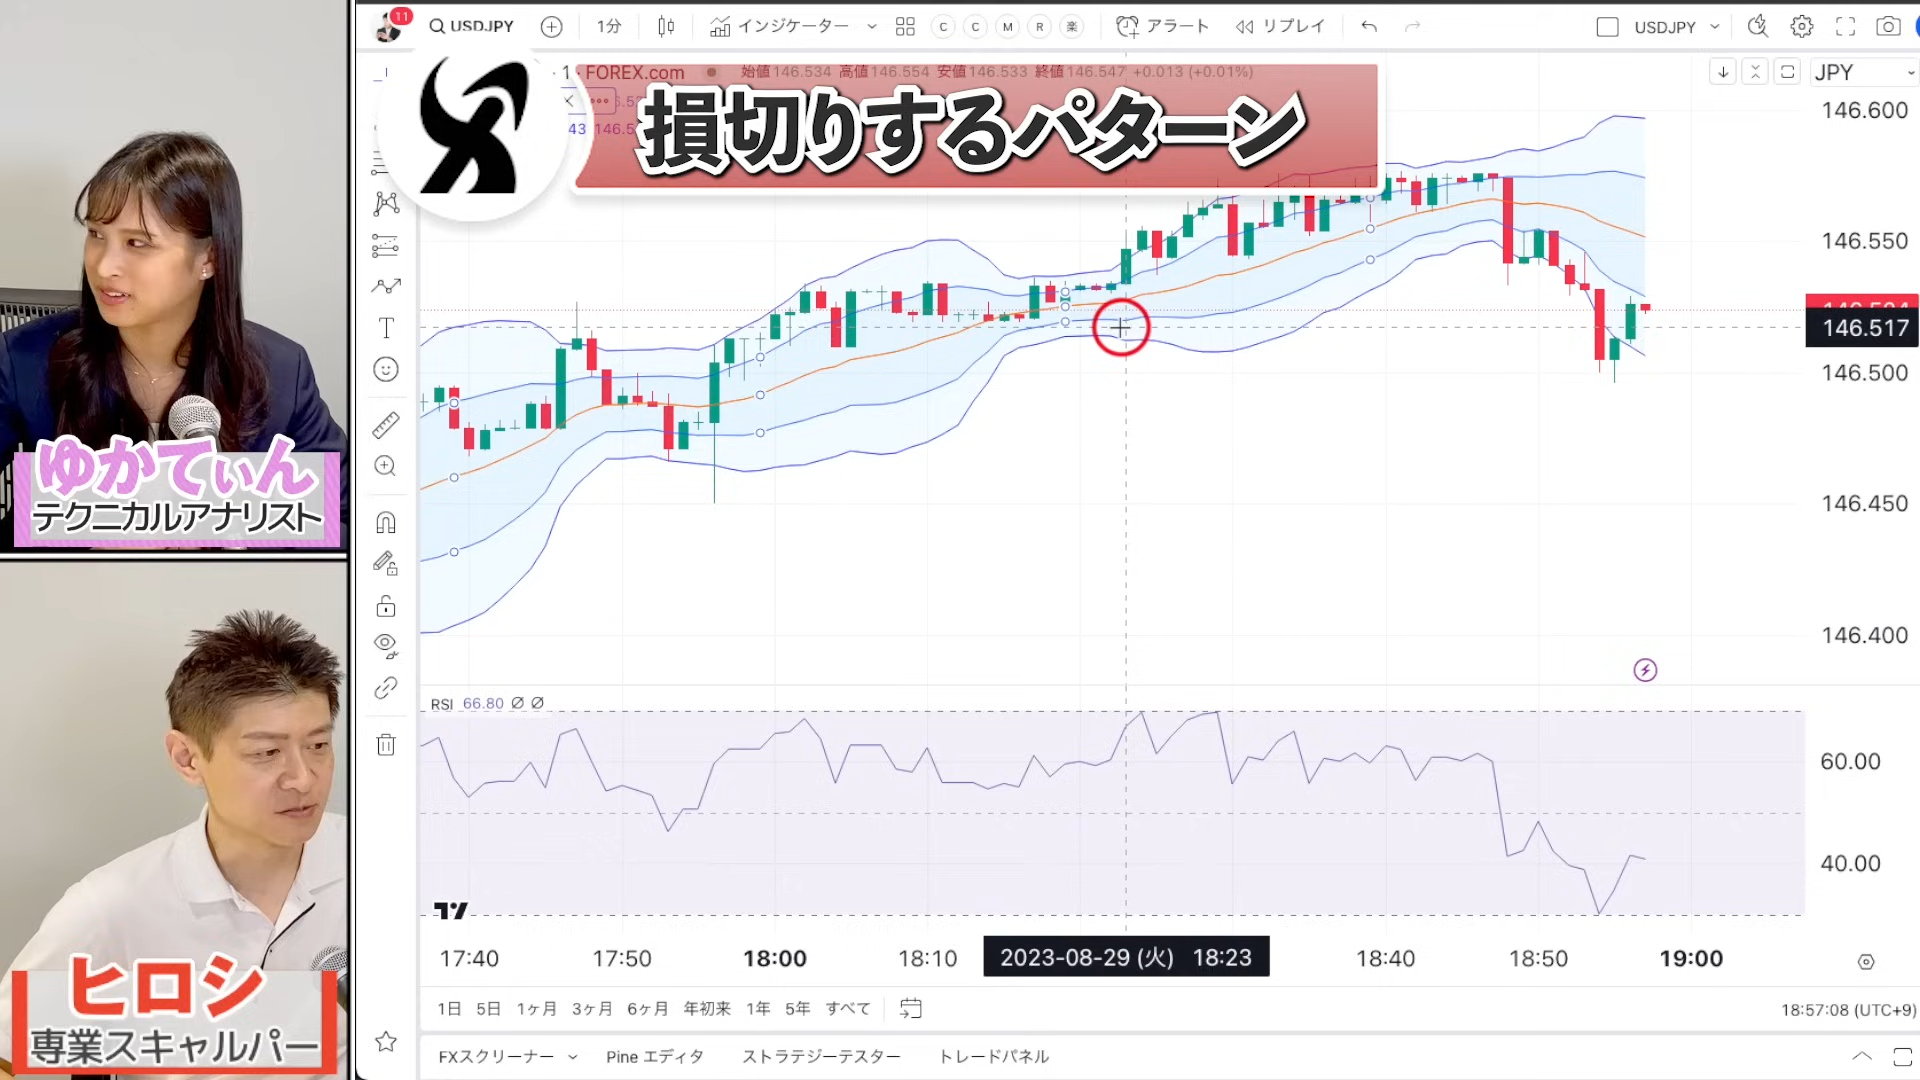 11
USDJPY
1分
インジケーター
C
C
M
R
楽
アラート
リプレイ
USDJPY
1 · FOREX.com
始値146.534 高値146.554 安値146.533 終値146.547 +0.013 (+0.01%)
JPY
損切りするパターン
146.600
146.550
146.517
146.500
146.450
146.400
ゆかてぃん
テクニカルアナリスト
RSI 66.80
60.00
40.00
17:40
17:50
18:00
18:10
2023-08-29 (火) 18:23
18:40
18:50
19:00
ヒロシ
専業スキャルパー
1日 5日 1ヶ月 3ヶ月 6ヶ月 年初来 1年 5年 すべて
18:57:08 (UTC+9)
FXスクリーナー
Pine エディタ
ストラテジーテスター
トレードパネル